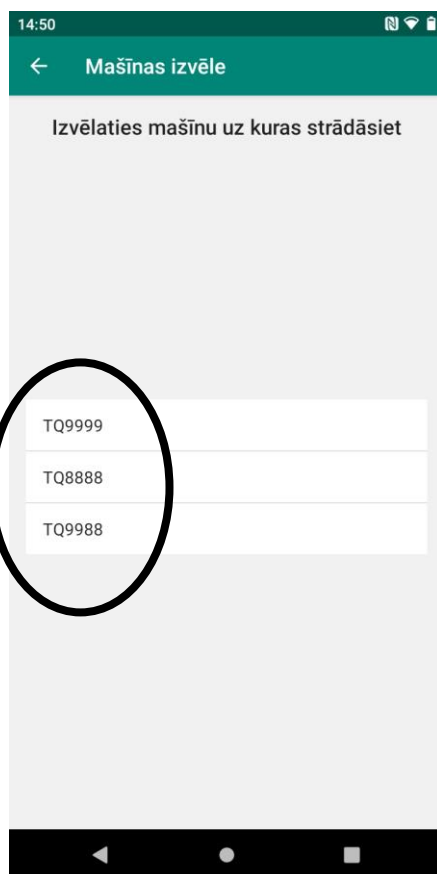 14:50
Mašīnas izvēle
Izvēlaties mašīnu uz kuras strādāsiet
TQ9999
TQ8888
TQ9988